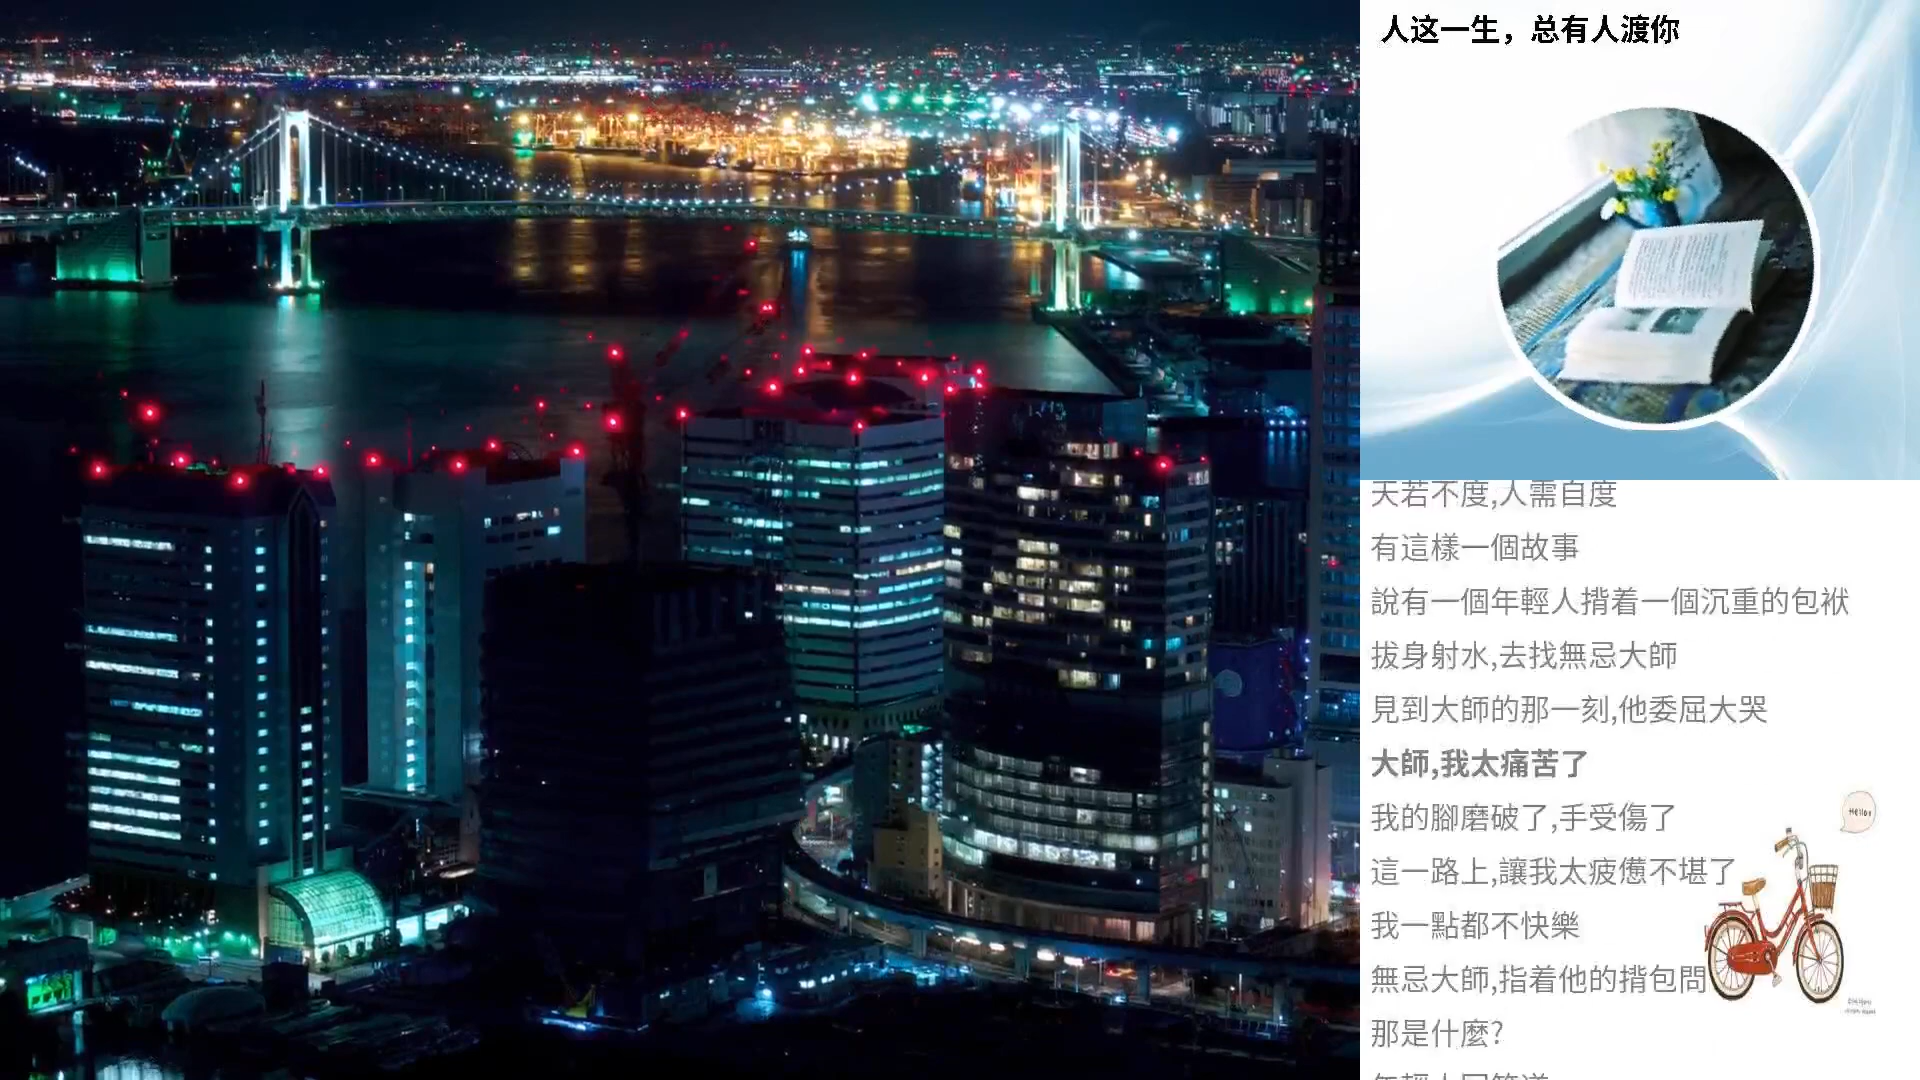 人这一生，总有人渡你
天若不度,人需自度
有這樣一個故事
說有一個年輕人揹着一個沉重的包袱
拔身射水,去找無忌大師
見到大師的那一刻,他委屈大哭
大師,我太痛苦了
我的腳磨破了,手受傷了
這一路上,讓我太疲憊不堪了
我一點都不快樂
無忌大師,指着他的揹包問
那是什麼?
Hello!